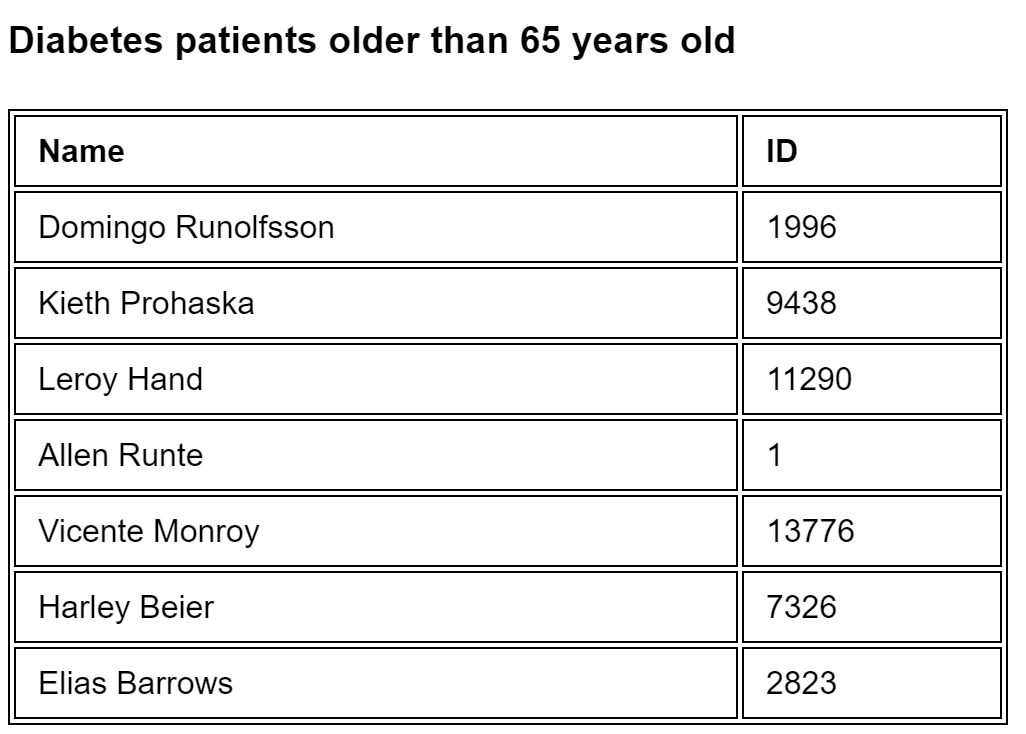 Diabetes patients older than 65 years old
Name ID
Domingo Runolfsson 1996
Kieth Prohaska 9438
Leroy Hand 11290
Allen Runte 1
Vicente Monroy 13776
Harley Beier 7326
Elias Barrows 2823